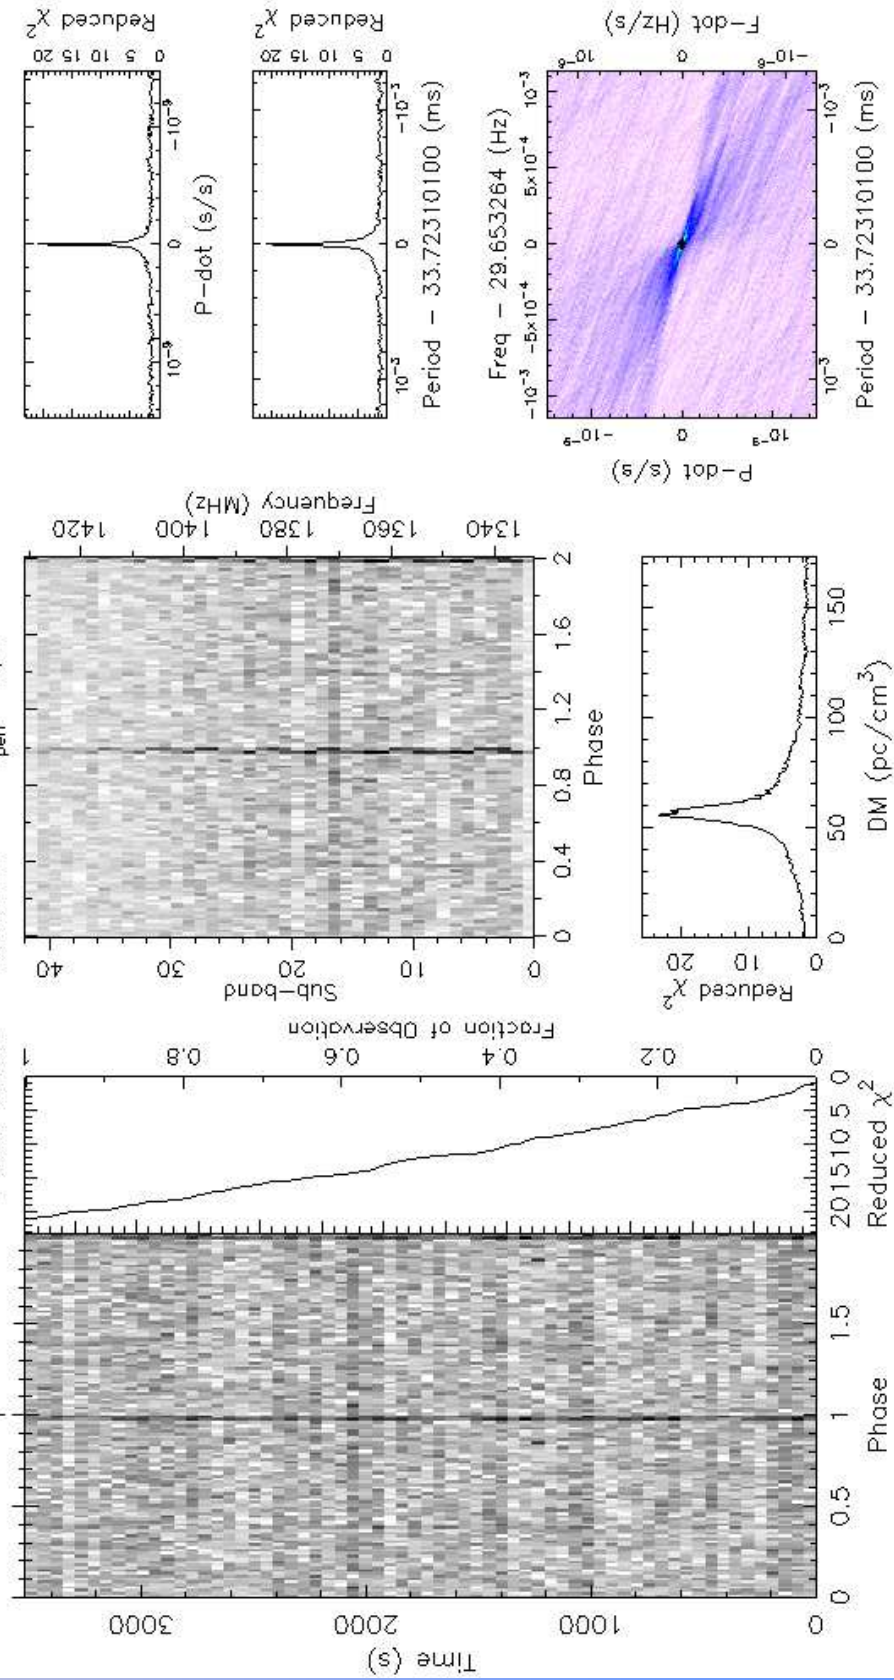 Reduced χ²
20 15 10 5 0
10⁻⁹ 0 −10⁻⁹
P−dot (s/s)
Reduced χ²
20 15 10 5 0
10⁻³ 0 −10⁻³
Period − 33.72310100 (ms)
Freq − 29.653264 (Hz)
−10⁻³ −5×10⁻⁴ 0 5×10⁻⁴ 10⁻³
F−dot (Hz/s)
10⁻⁶ 0 −10⁻⁶
P−dot (s/s)
−10⁻⁹ 0 10⁻⁹
10⁻³ 0 −10⁻³
Period − 33.72310100 (ms)
Frequency (MHz)
1420 1400 1380 1360 1340
Sub−band
40 30 20 10 0
0 0.4 0.8 1.2 1.6 2
Phase
Reduced χ²
20 10 0
0 50 100 150
DM (pc/cm³)
Fraction of Observation
1 0.8 0.6 0.4 0.2 0
20 15 10 5 0
Reduced χ²
0 0.5 1 1.5
Phase
3000 2000 1000 0
Time (s)